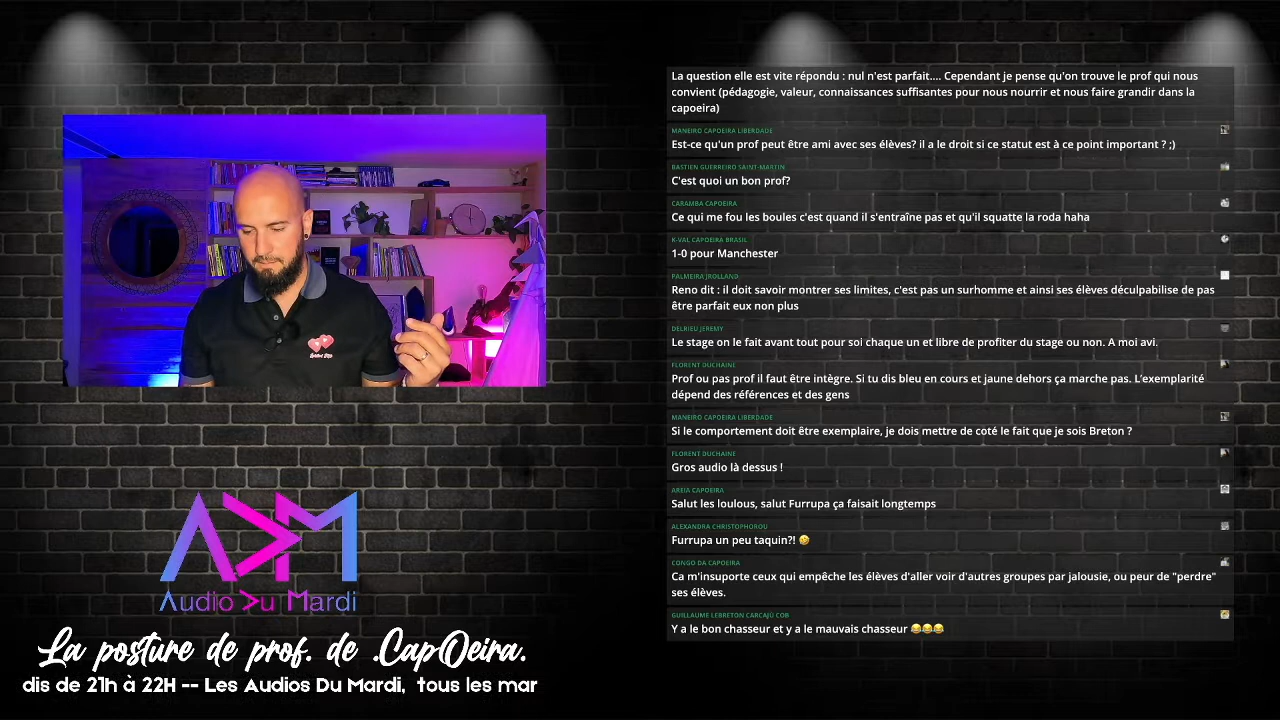 La question elle est vite répondu : nul n'est parfait.... Cependant je pense qu'on trouve le prof qui nous
convient (pédagogie, valeur, connaissances suffisantes pour nous nourrir et nous faire grandir dans la
capoeira)
MANEIRO CAPOEIRA LIBERDADE
Est-ce qu'un prof peut être ami avec ses élèves? il a le droit si ce statut est à ce point important ? ;)
BASTIEN GUERREIRO SAINT-MARTIN
C'est quoi un bon prof?
CARAMBA CAPOEIRA
Ce qui me fou les boules c'est quand il s'entraîne pas et qu'il squatte la roda haha
K-VAL CAPOEIRA BRASIL
1-0 pour Manchester
PALMEIRA JROLLAND
Reno dit : il doit savoir montrer ses limites, c'est pas un surhomme et ainsi ses élèves déculpabilise de pas
être parfait eux non plus
DELRIEU JEREMY
Le stage on le fait avant tout pour soi chaque un et libre de profiter du stage ou non. A moi avi.
FLORENT DUCHAINE
Prof ou pas prof il faut être intègre. Si tu dis bleu en cours et jaune dehors ça marche pas. L'exemplarité
dépend des références et des gens
MANEIRO CAPOEIRA LIBERDADE
Si le comportement doit être exemplaire, je dois mettre de coté le fait que je sois Breton ?
FLORENT DUCHAINE
Gros audio là dessus !
AREIA CAPOEIRA
Salut les loulous, salut Furrupa ça faisait longtemps
ALEXANDRA CHRISTOPHOROU
Furrupa un peu taquin?! 🤣
CONGO DA CAPOEIRA
Ca m'insuporte ceux qui empêche les élèves d'aller voir d'autres groupes par jalousie, ou peur de "perdre"
ses élèves.
GUILLAUME LEBRETON CARCAJÙ COB
Y a le bon chasseur et y a le mauvais chasseur 😂😂😂
ADM
Audio Du Mardi
La posture de prof. de .CapOeira.
dis de 21h à 22H -- Les Audios Du Mardi, tous les mar